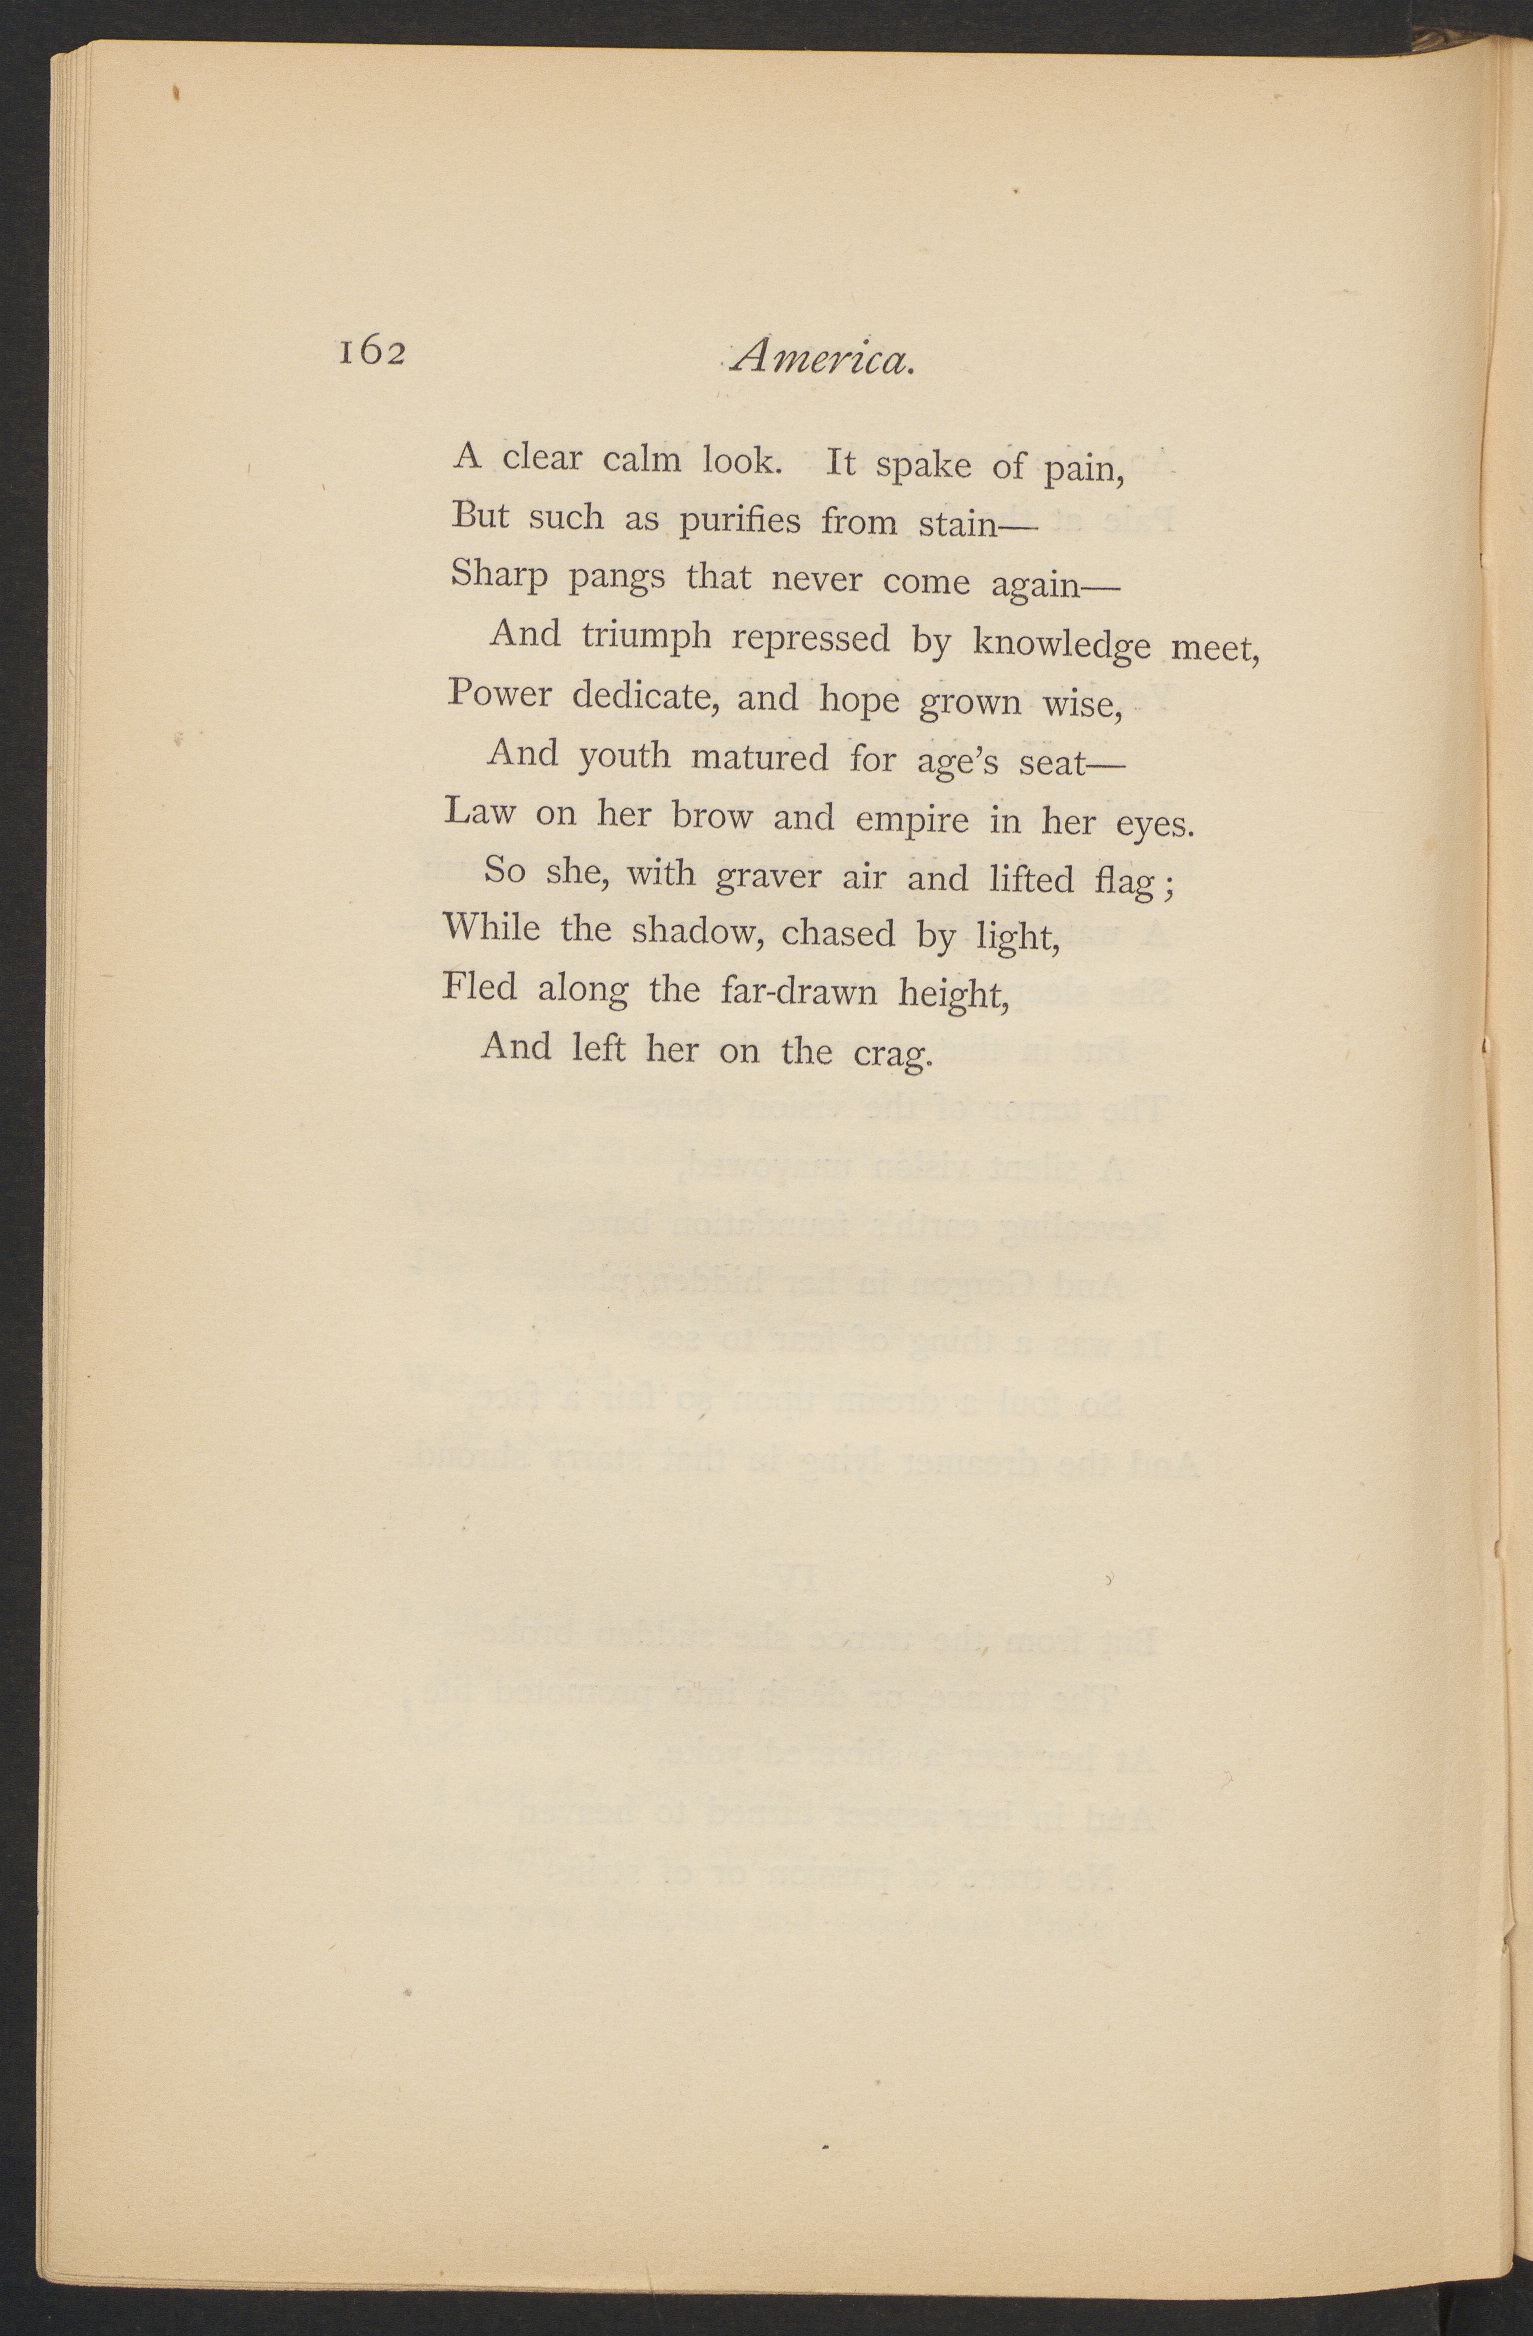 162 America.
A clear calm look. It spake of pain,
But such as purifies from stain—
Sharp pangs that never come again—
And triumph repressed by knowledge meet,
Power dedicate, and hope grown wise,
And youth matured for age's seat—
Law on her brow and empire in her eyes.
So she, with graver air and lifted flag;
While the shadow, chased by light,
Fled along the far-drawn height,
And left her on the crag.